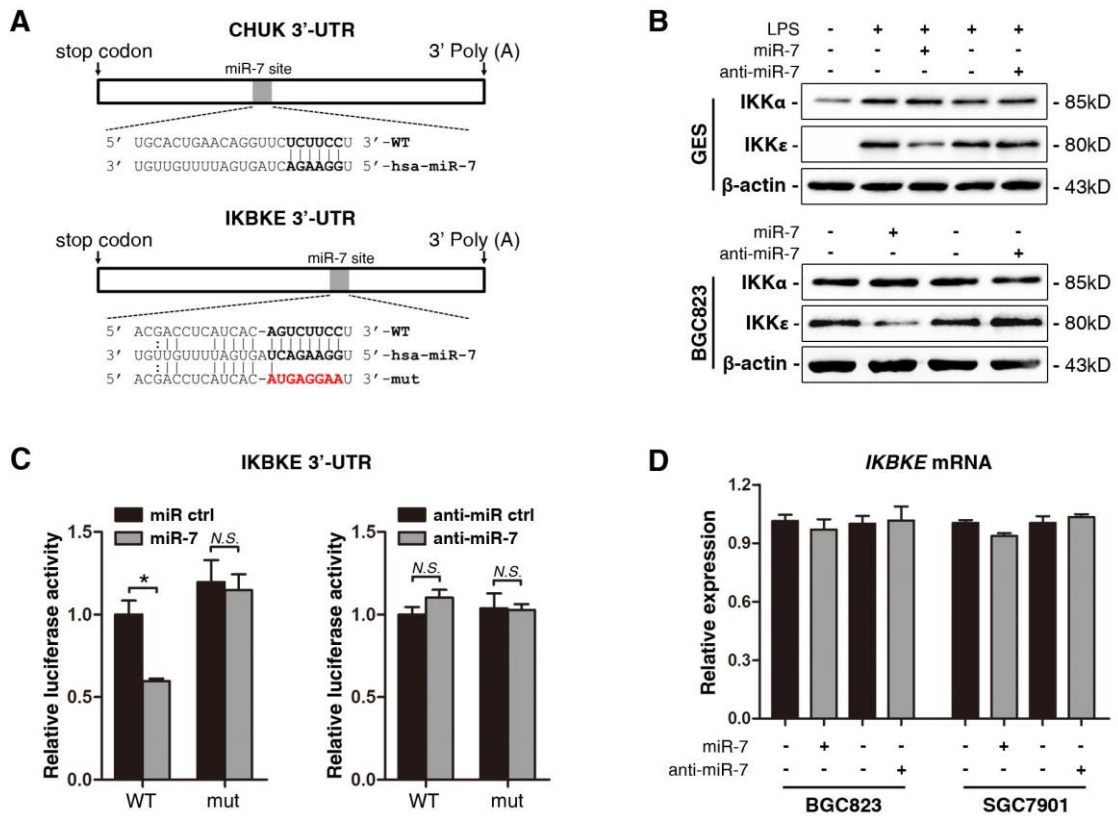 A
CHUK 3’-UTR
stop codon 3’ Poly (A)
miR-7 site
5’ UGCACUGAACAGGUUCUCUUCCU 3’-WT
3’ UGUUGUUUUAGUGAUCAGAAGGU 5’-hsa-miR-7
IKBKE 3’-UTR
stop codon 3’ Poly (A)
miR-7 site
5’ ACGACCUCAUCAC-AGUCUUCCU 3’-WT
3’ UGUUGUUUUAGUGAUCAGAAGGU 5’-hsa-miR-7
5’ ACGACCUCAUCAC-AUGAGGAAU 3’-mut
B
LPS - + + + +
miR-7 - - + - -
anti-miR-7 - - - - +
GES
IKKα - - 85kD
IKKε - - 80kD
β-actin - - 43kD
miR-7 - + - -
anti-miR-7 - - - +
BGC823
IKKα - - 85kD
IKKε - - 80kD
β-actin - - 43kD
C
IKBKE 3’-UTR
Relative luciferase activity
1.5
1.0
0.5
0.0
miR ctrl
miR-7
*
N.S.
WT mut
Relative luciferase activity
1.5
1.0
0.5
0.0
anti-miR ctrl
anti-miR-7
N.S.
N.S.
WT mut
D
IKBKE mRNA
Relative expression
1.2
0.9
0.6
0.3
0.0
miR-7 - + - - - + - -
anti-miR-7 - - - + - - - +
BGC823 SGC7901